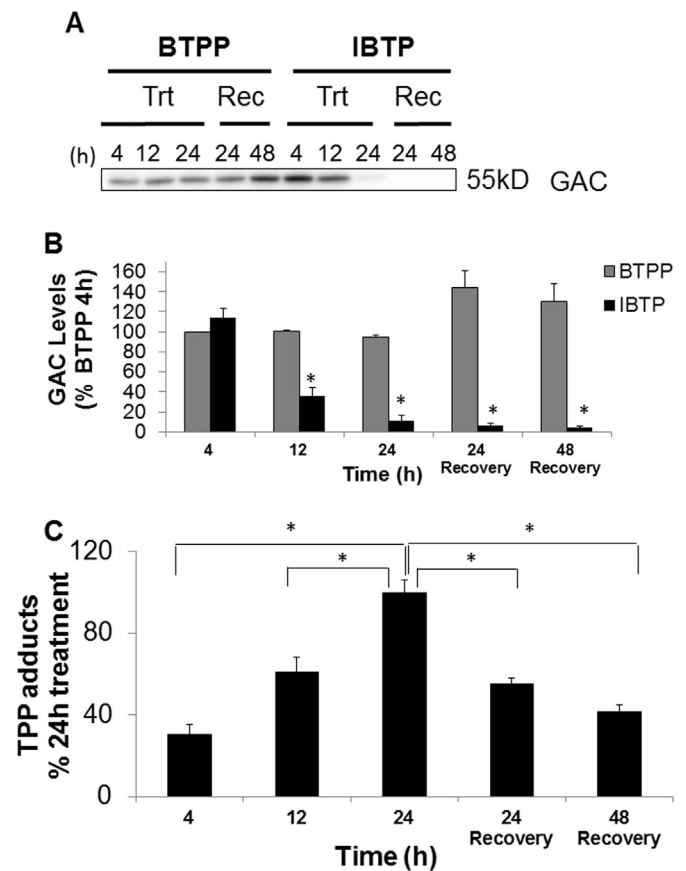 A
BTPP IBTP
Trt Rec Trt Rec
(h) 4 12 24 24 48 4 12 24 24 48
55kD GAC
B
GAC Levels
(% BTPP 4h)
160
140
120
100
80
60
40
20
0
BTPP
IBTP
* * * *
4 12 24 24 48
Recovery Recovery
Time (h)
C
TPP adducts
% 24h treatment
120
80
40
0
* *
* *
4 12 24 24 48
Recovery Recovery
Time (h)